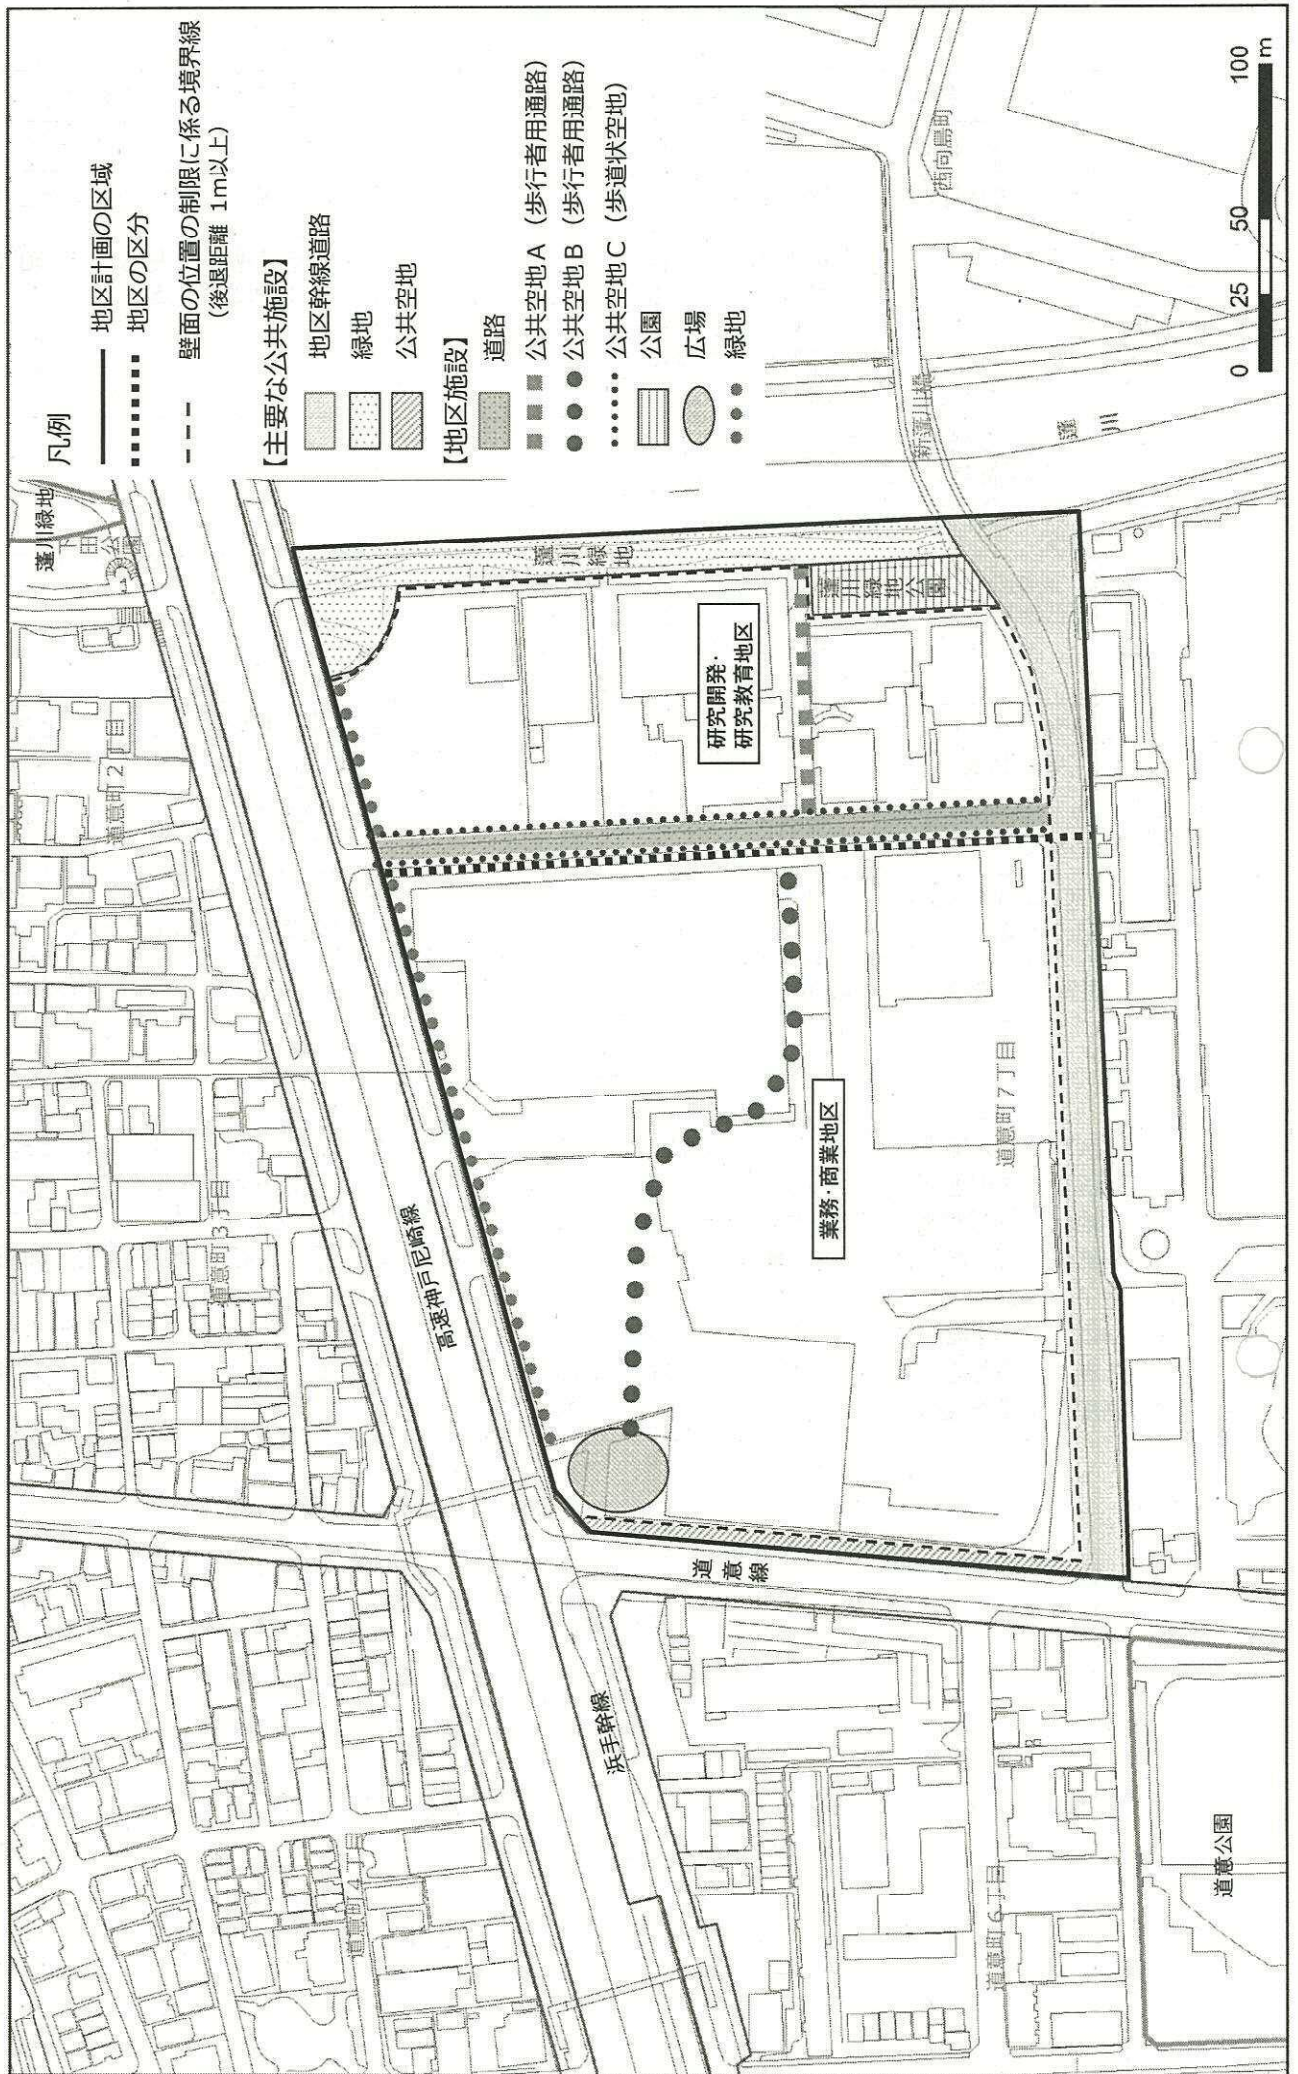 凡例
地区計画の区域
地区の区分
壁面の位置の制限に係る境界線
(後退距離 1m以上)
【主要な公共施設】
地区幹線道路
緑地
公共空地
【地区施設】
道路
公共空地A (歩行者用通路)
公共空地B (歩行者用通路)
公共空地C (歩道状空地)
公園
広場
緑地
0 25 50 100
m
蓬川緑地
道意町2丁目
道意町3丁目
道意町4丁目
高速神戸尼崎線
浜手幹線
道意線
蓬川緑地
蓬川緑地公園
研究開発・
研究教育地区
業務・商業地区
道意町7丁目
道意町6丁目
道意公園
新蓬川橋
蓬川
西向島町